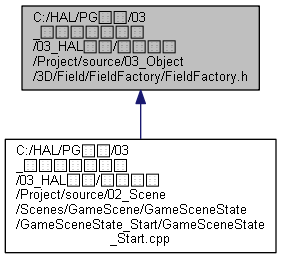 C:/HAL/PG□□/03
_□□□□□□□
/03_HAL□□/□□□□
/Project/source/03_Object
/3D/Field/FieldFactory/FieldFactory.h
C:/HAL/PG□□/03
_□□□□□□□
/03_HAL□□/□□□□
/Project/source/02_Scene
/Scenes/GameScene/GameSceneState
/GameSceneState_Start/GameSceneState
_Start.cpp